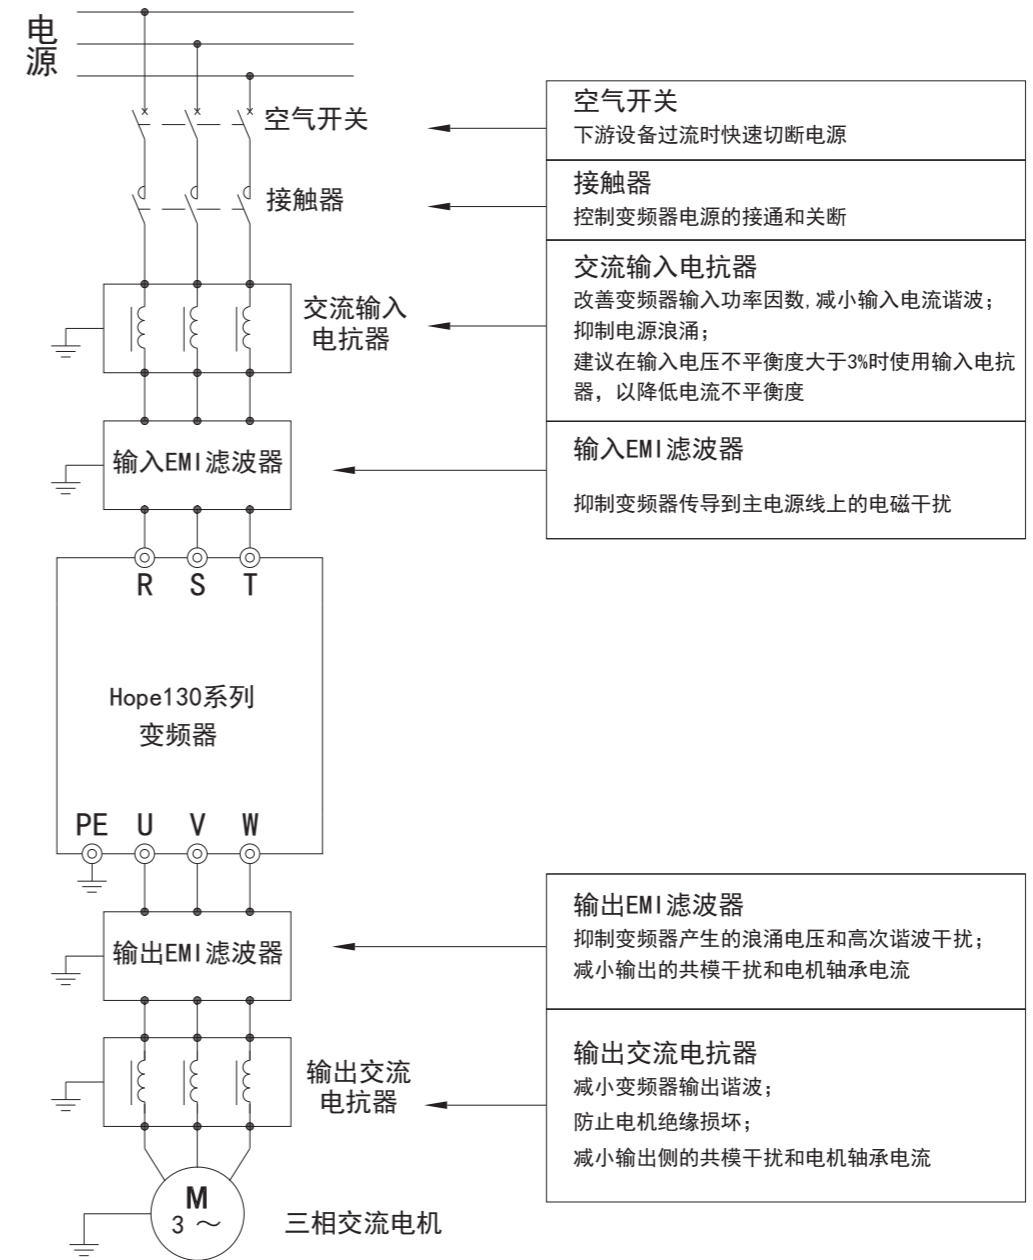 电
源
空气开关
接触器
交流输入
电抗器
输入EMI滤波器
R S T
Hope130系列
变频器
PE U V W
输出EMI滤波器
输出交流
电抗器
M
3 ～
三相交流电机
空气开关
下游设备过流时快速切断电源
接触器
控制变频器电源的接通和关断
交流输入电抗器
改善变频器输入功率因数,减小输入电流谐波;
抑制电源浪涌;
建议在输入电压不平衡度大于3%时使用输入电抗
器，以降低电流不平衡度
输入EMI滤波器
抑制变频器传导到主电源线上的电磁干扰
输出EMI滤波器
抑制变频器产生的浪涌电压和高次谐波干扰;
减小输出的共模干扰和电机轴承电流
输出交流电抗器
减小变频器输出谐波;
防止电机绝缘损坏;
减小输出侧的共模干扰和电机轴承电流